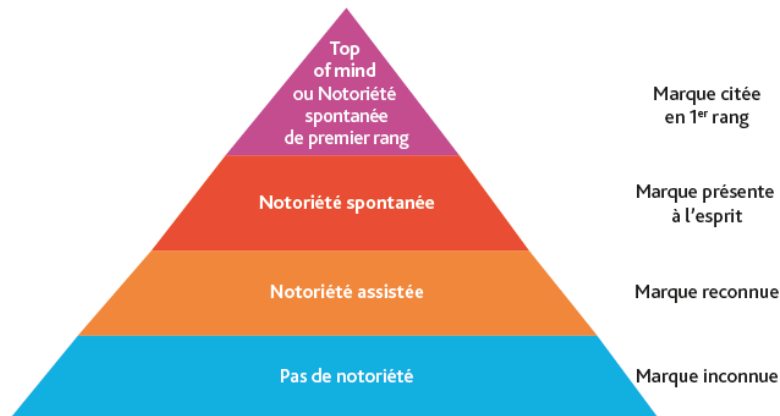 Top
of mind
ou Notoriété
spontanée
de premier rang
Marque citée
en 1er rang
Notoriété spontanée
Marque présente
à l'esprit
Notoriété assistée
Marque reconnue
Pas de notoriété
Marque inconnue